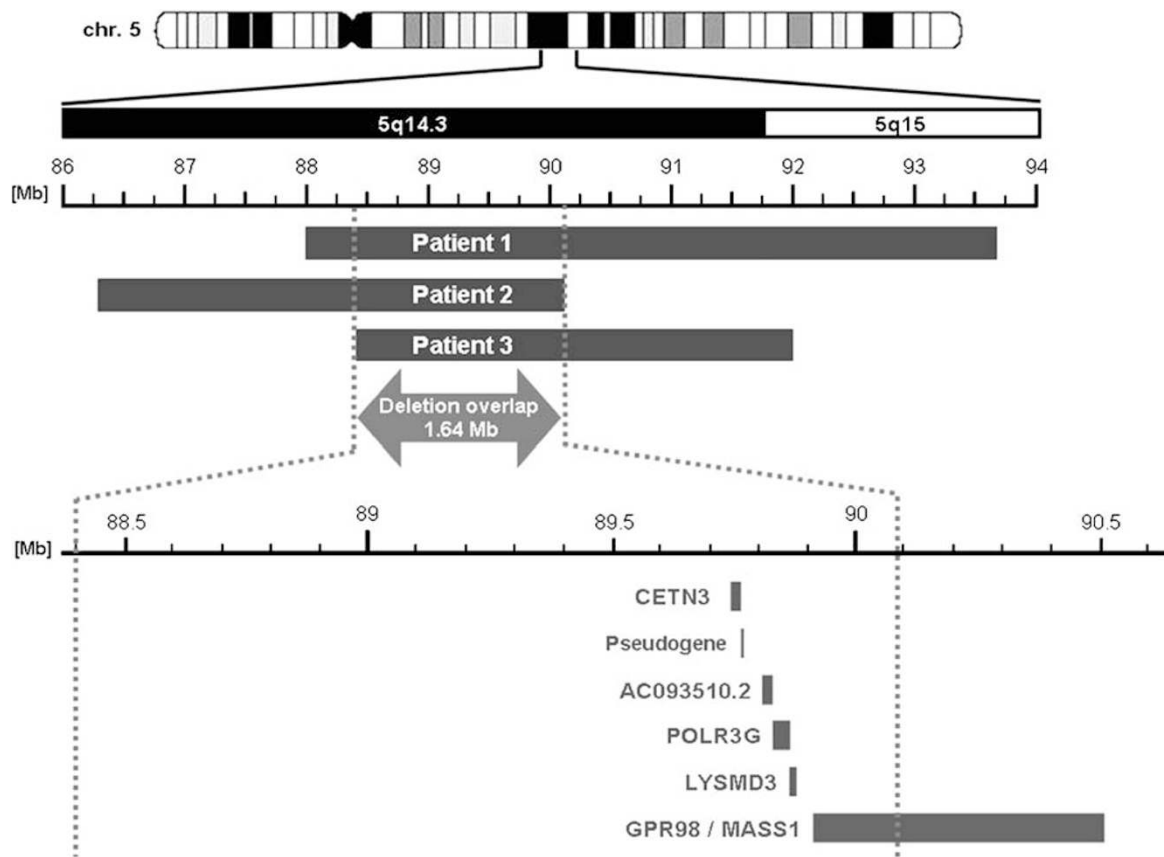 chr. 5
5q14.3 5q15
86 87 88 89 90 91 92 93 94
[Mb]
Patient 1
Patient 2
Patient 3
Deletion overlap
1.64 Mb
88.5 89 89.5 90 90.5
[Mb]
CETN3
Pseudogene
AC093510.2
POLR3G
LYSMD3
GPR98 / MASS1